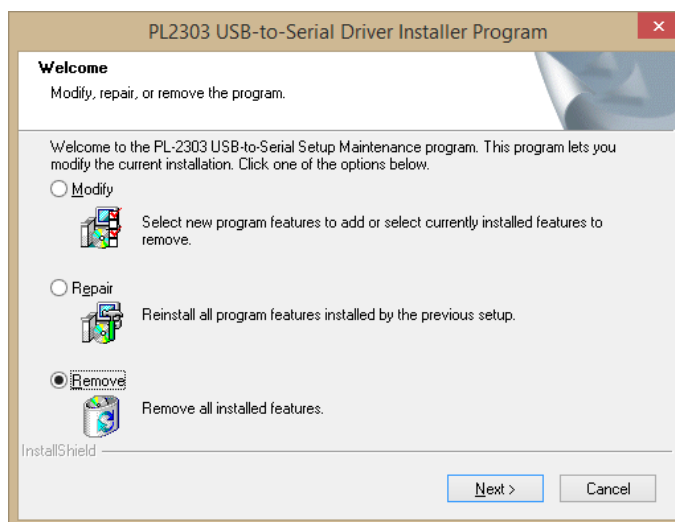 PL2303 USB-to-Serial Driver Installer Program
Welcome
Modify, repair, or remove the program.
Welcome to the PL-2303 USB-to-Serial Setup Maintenance program. This program lets you
modify the current installation. Click one of the options below.
Modify
Select new program features to add or select currently installed features to
remove.
Repair
Reinstall all program features installed by the previous setup.
Remove
Remove all installed features.
InstallShield
Next >
Cancel